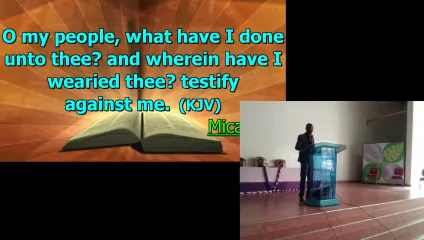 O my people, what have I done
unto thee? and wherein have I
wearied thee? testify
against me. (KJV)
Mica